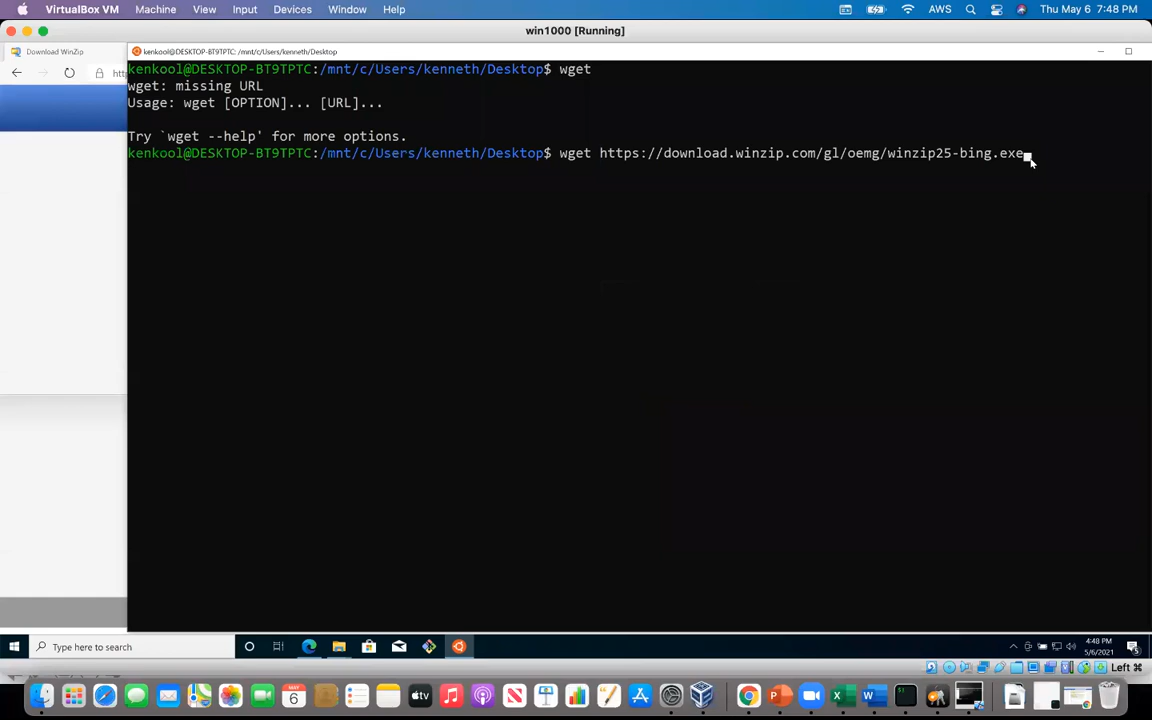 VirtualBox VM Machine View Input Devices Window Help AWS Thu May 6 7:48 PM
win1000 [Running]
Download WinZip
kenkool@DESKTOP-BT9TPTC: /mnt/c/Users/kenneth/Desktop
kenkool@DESKTOP-BT9TPTC:/mnt/c/Users/kenneth/Desktop$ wget
wget: missing URL
Usage: wget [OPTION]... [URL]...
Try `wget --help' for more options.
kenkool@DESKTOP-BT9TPTC:/mnt/c/Users/kenneth/Desktop$ wget https://download.winzip.com/gl/oemg/winzip25-bing.exe
Type here to search
4:48 PM
5/6/2021
Left ⌘